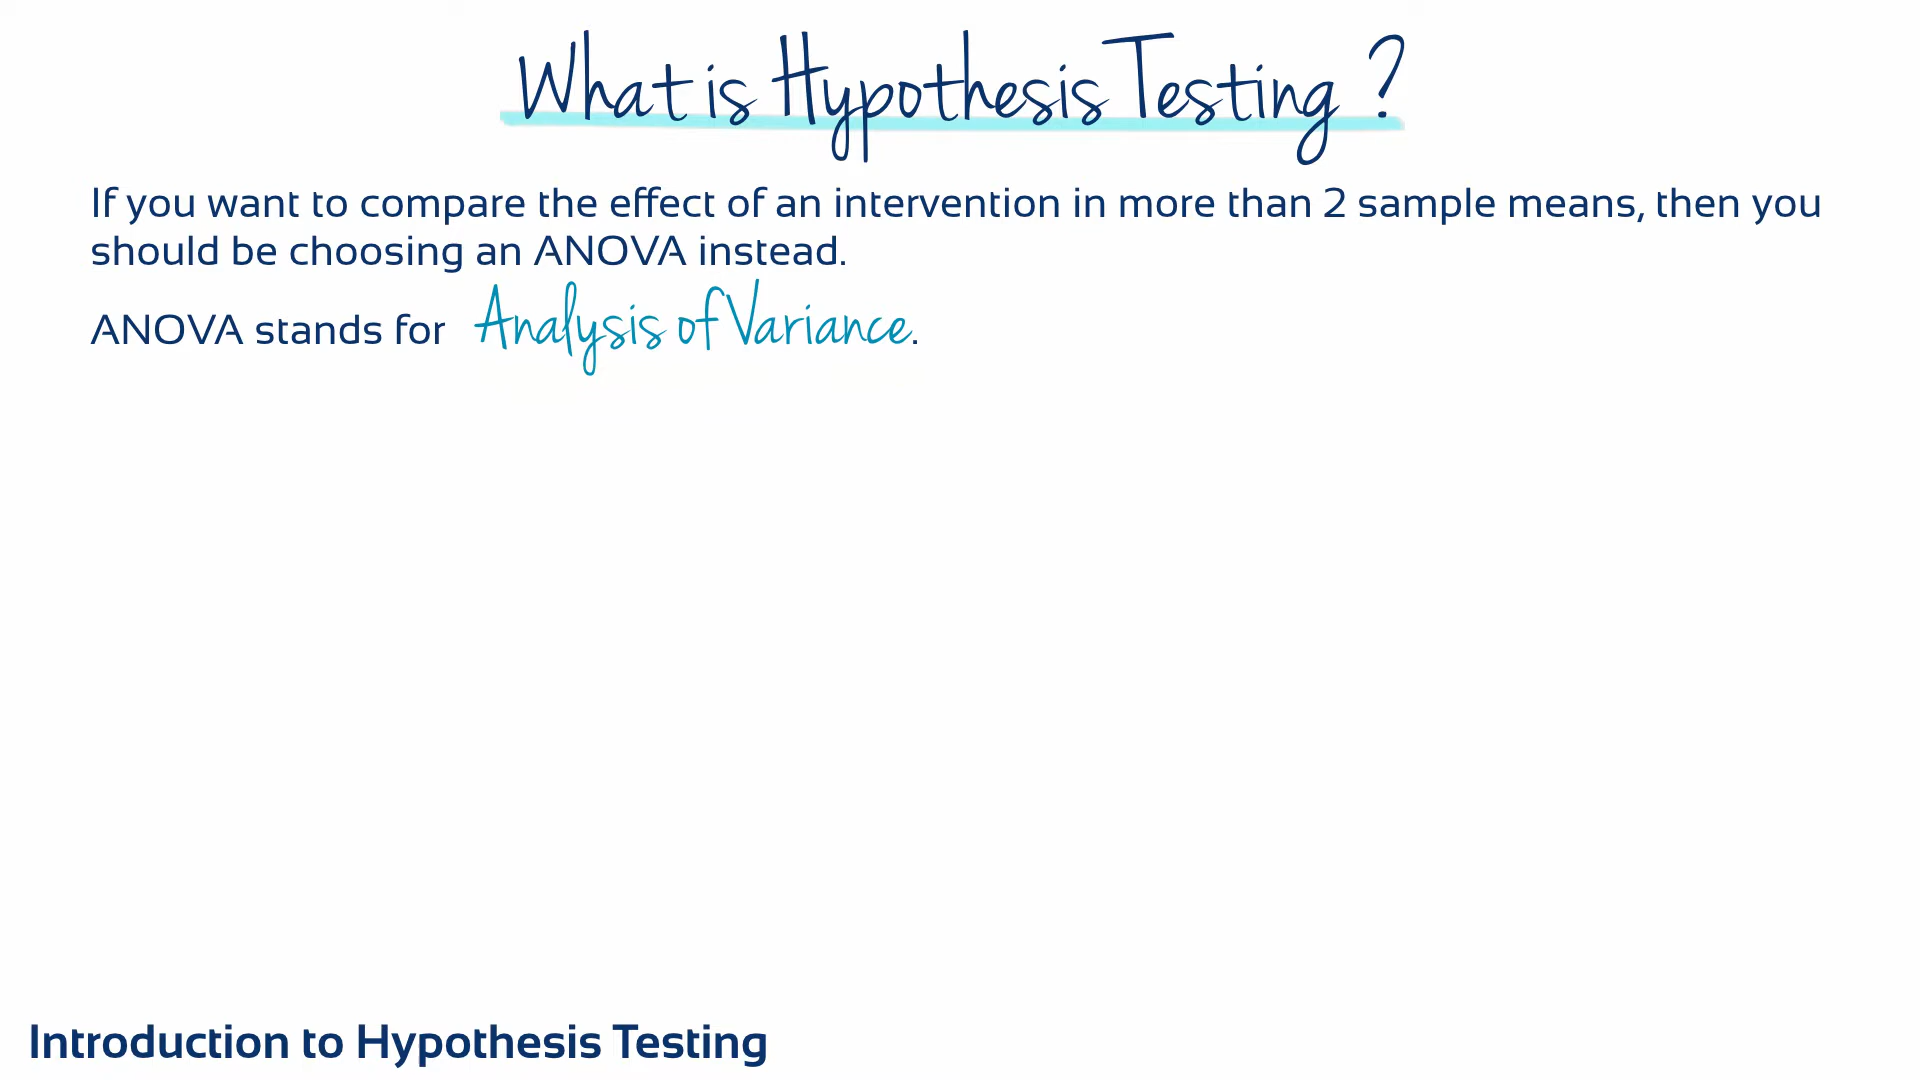 What is Hypothesis Testing ?
If you want to compare the effect of an intervention in more than 2 sample means, then you
should be choosing an ANOVA instead.
ANOVA stands for Analysis of Variance.
Introduction to Hypothesis Testing